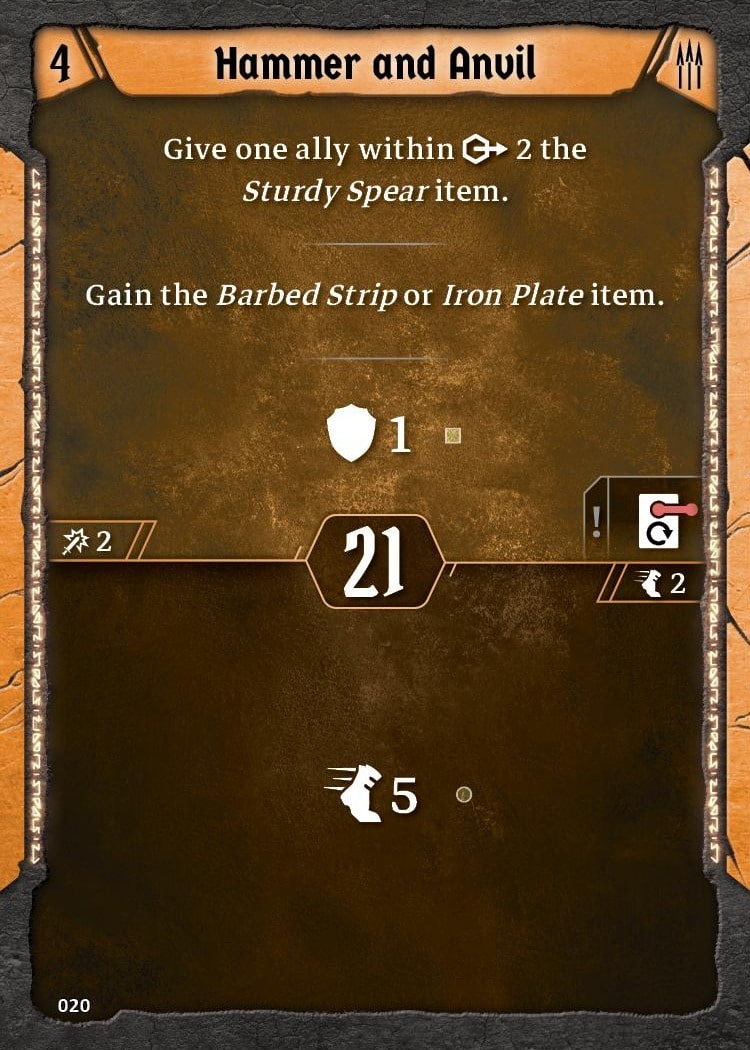 4 Hammer and Anvil
Give one ally within 2 the
Sturdy Spear item.
Gain the Barbed Strip or Iron Plate item.
1
2
21
!
2
5
020